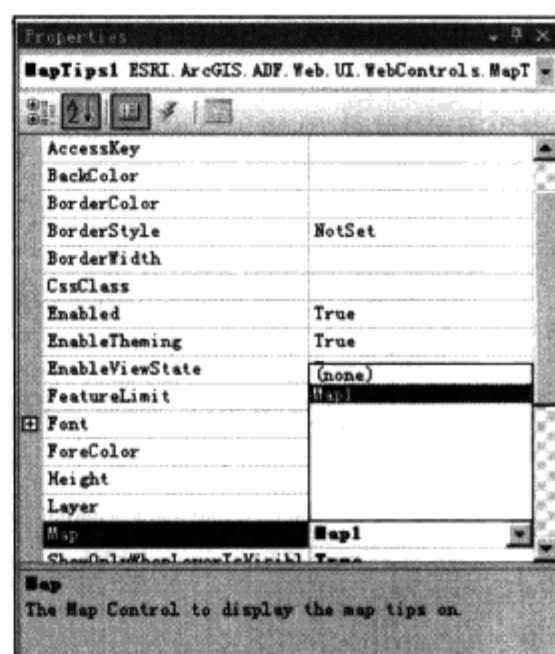 Properties
MapTips1 ESRI.ArcGIS.ADF.Web.UI.WebControls.MapT
AccessKey
BackColor
BorderColor
BorderStyle NotSet
BorderWidth
CssClass
Enabled True
EnableTheming True
EnableViewState
(none)
FeatureLimit
Map1
Font
ForeColor
Height
Layer
Map Map1
ShowOnlyWhenLayerIsVisibl True
Map
The Map Control to display the map tips on.